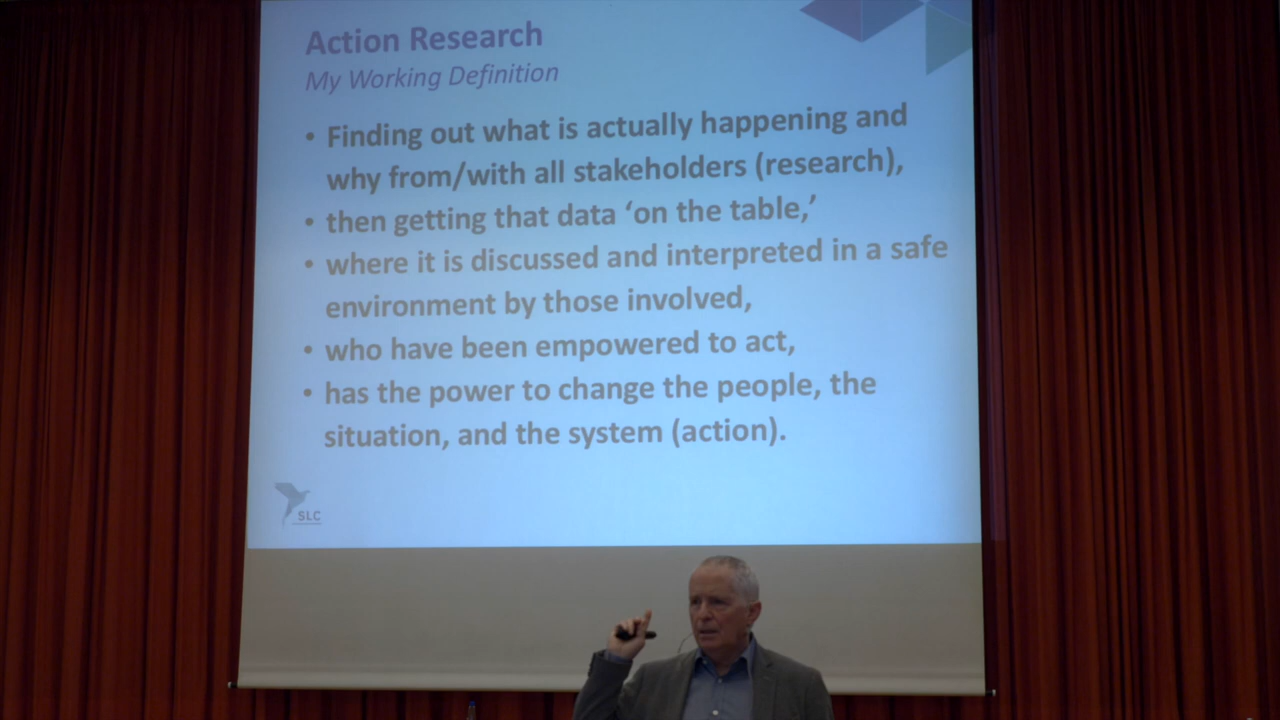 Action Research
My Working Definition
• Finding out what is actually happening and
why from/with all stakeholders (research),
• then getting that data ‘on the table,’
• where it is discussed and interpreted in a safe
environment by those involved,
• who have been empowered to act,
• has the power to change the people, the
situation, and the system (action).
SLC